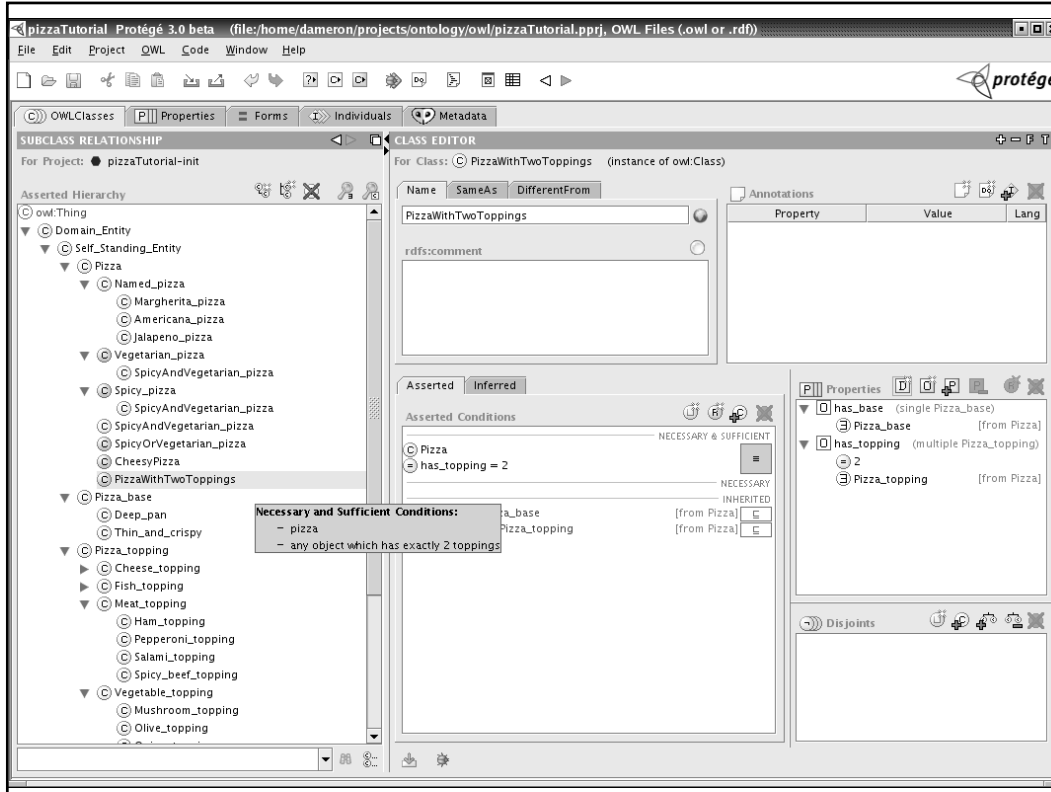 pizzaTutorial Protégé 3.0 beta (file:/home/dameron/projects/ontology/owl/pizzaTutorial.pprj, OWL Files (.owl or .rdf))
File Edit Project OWL Code Window Help
protégé
OWLClasses Properties Forms Individuals Metadata
SUBCLASS RELATIONSHIP
For Project: pizzaTutorial-init
Asserted Hierarchy
owl:Thing
Domain_Entity
Self_Standing_Entity
Pizza
Named_pizza
Margherita_pizza
Americana_pizza
Jalapeno_pizza
Vegetarian_pizza
SpicyAndVegetarian_pizza
Spicy_pizza
SpicyAndVegetarian_pizza
SpicyAndVegetarian_pizza
SpicyOrVegetarian_pizza
CheesyPizza
PizzaWithTwoToppings
Pizza_base
Deep_pan
Thin_and_crispy
Pizza_topping
Cheese_topping
Fish_topping
Meat_topping
Ham_topping
Pepperoni_topping
Salami_topping
Spicy_beef_topping
Vegetable_topping
Mushroom_topping
Olive_topping
Necessary and Sufficient Conditions:
– pizza
– any object which has exactly 2 toppings
CLASS EDITOR
For Class: PizzaWithTwoToppings (instance of owl:Class)
Name SameAs DifferentFrom
PizzaWithTwoToppings
rdfs:comment
Annotations
Property Value Lang
Asserted Inferred
Asserted Conditions
NECESSARY & SUFFICIENT
Pizza
has_topping = 2
NECESSARY
INHERITED
za_base [from Pizza]
Pizza_topping [from Pizza]
Properties
has_base (single Pizza_base)
Pizza_base [from Pizza]
has_topping (multiple Pizza_topping)
2
Pizza_topping [from Pizza]
Disjoints